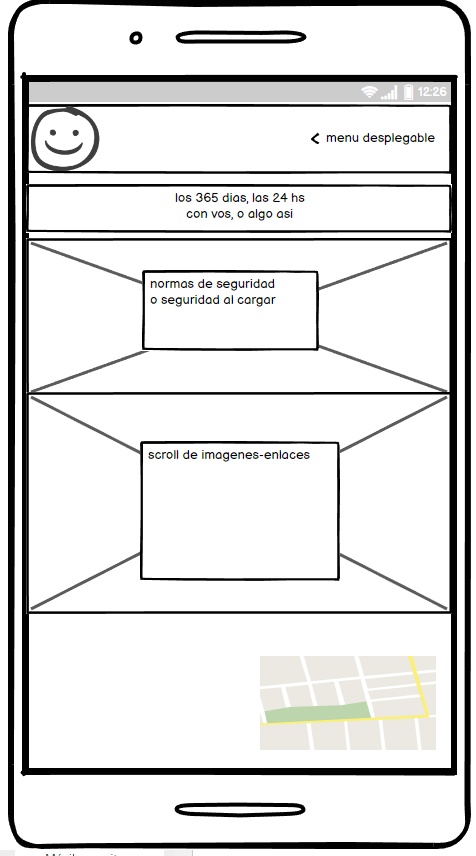 12:26
menu desplegable
los 365 dias, las 24 hs
con vos, o algo asi
normas de seguridad
o seguridad al cargar
scroll de imagenes-enlaces